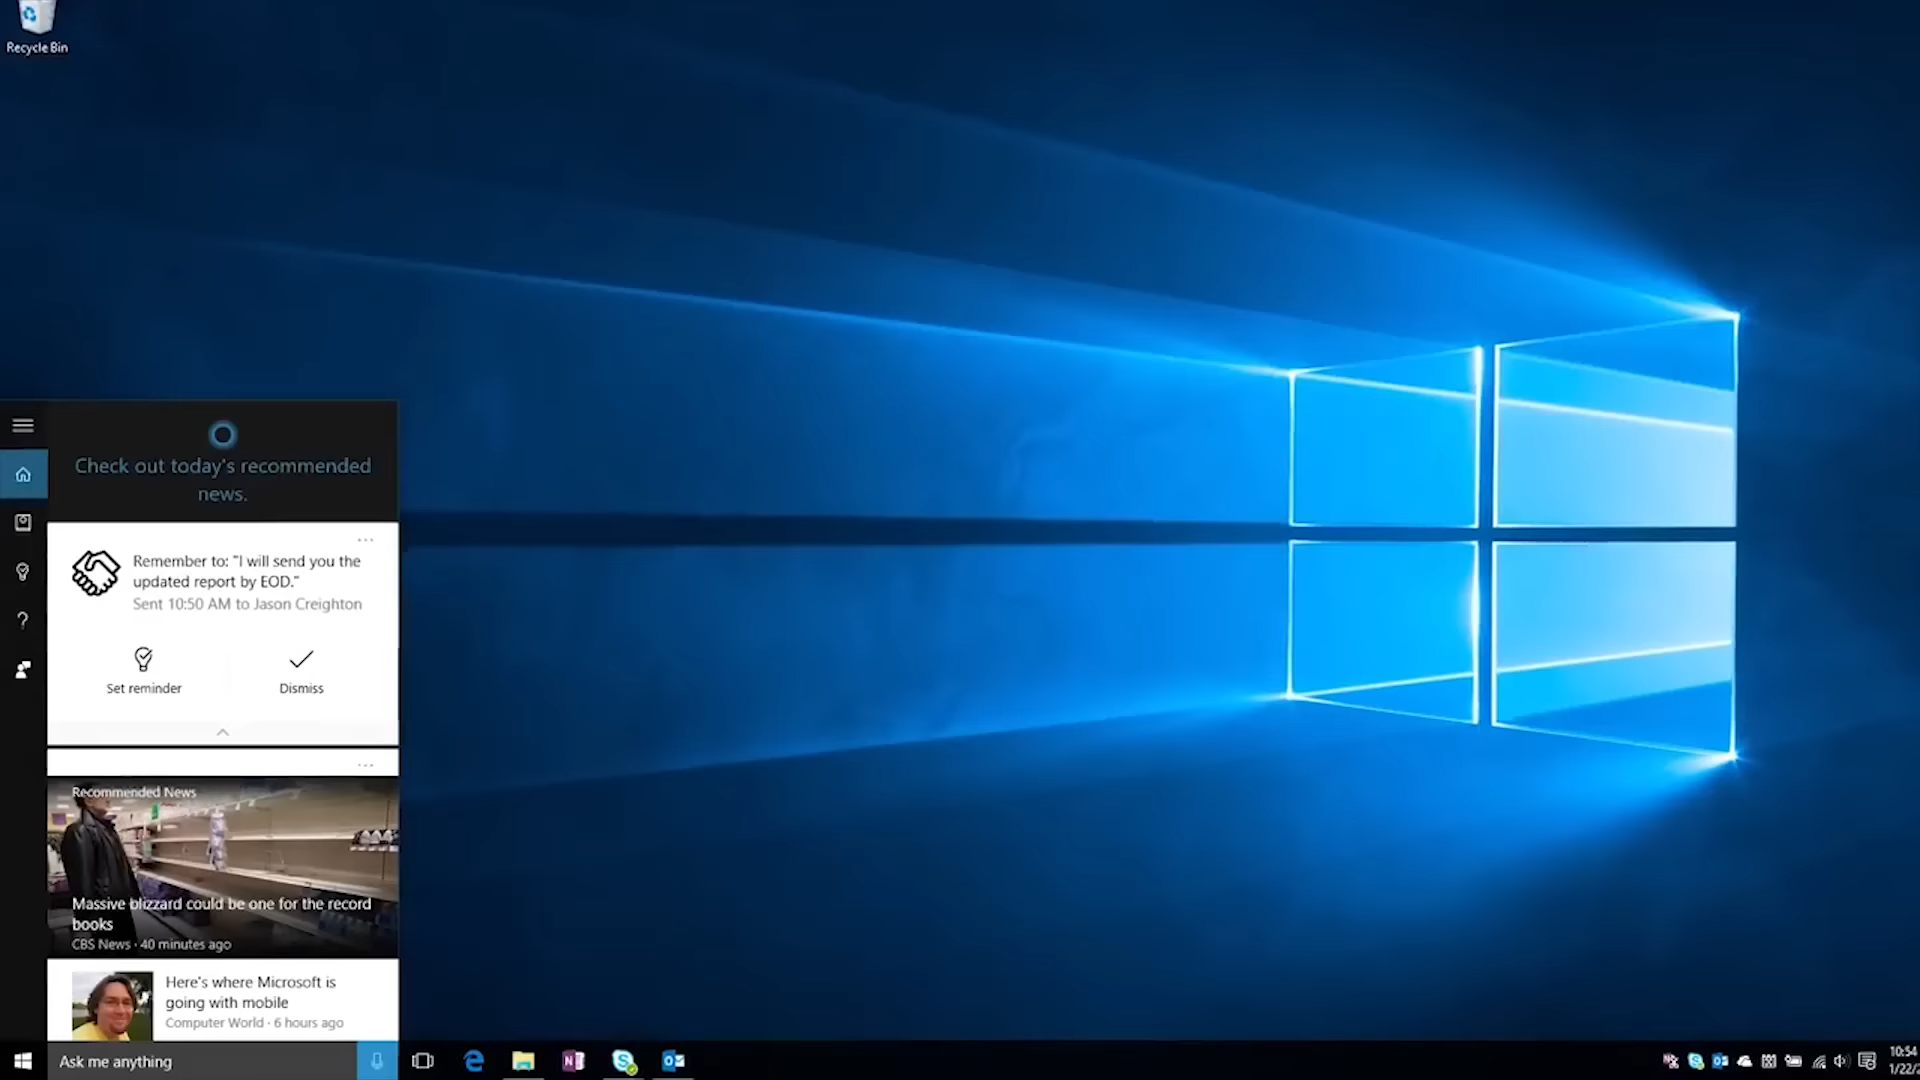 Recycle Bin
Check out today's recommended
news.
Remember to: "I will send you the
updated report by EOD."
Sent 10:50 AM to Jason Creighton
Set reminder
Dismiss
Recommended News
Massive blizzard could be one for the record
books
CBS News · 40 minutes ago
Here's where Microsoft is
going with mobile
Computer World · 6 hours ago
Ask me anything
10:54
1/22/2